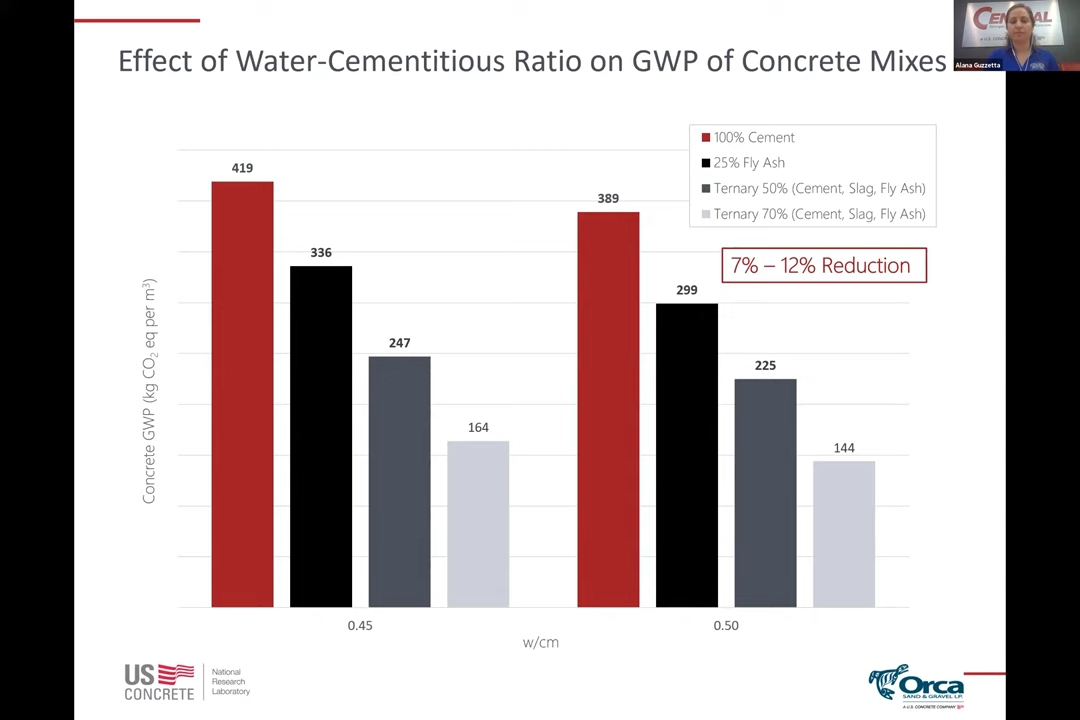 Effect of Water-Cementitious Ratio on GWP of Concrete Mixes
CENTRAL
Alana Guzzetta
100% Cement
25% Fly Ash
Ternary 50% (Cement, Slag, Fly Ash)
Ternary 70% (Cement, Slag, Fly Ash)
7% – 12% Reduction
Concrete GWP (kg CO₂ eq per m³)
419
336
247
164
389
299
225
144
0.45
0.50
w/cm
US
CONCRETE
National
Research
Laboratory
Orca
SAND & GRAVEL L.P.
A U.S. CONCRETE COMPANY